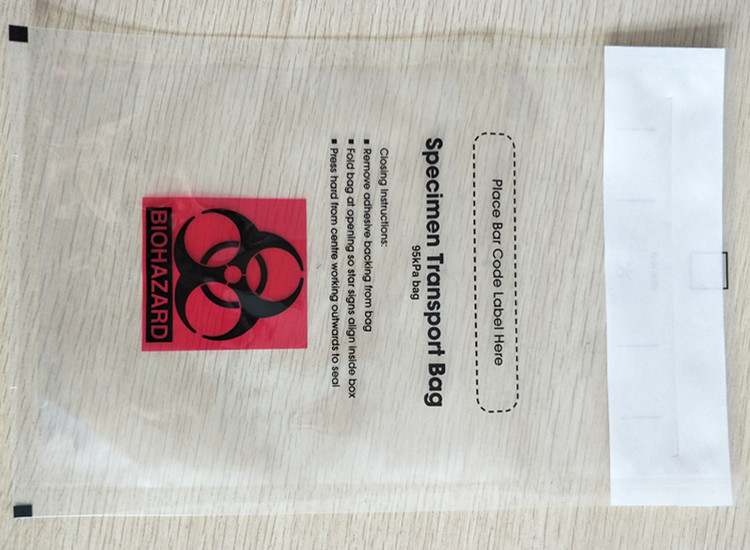 Place Bar Code Label Here
Specimen Transport Bag
95kPa bag
Closing Instructions:
▪ Remove adhesive backing from bag
▪ Fold bag at opening so star signs align inside box
▪ Press hard from centre working outwards to seal
BIOHAZARD